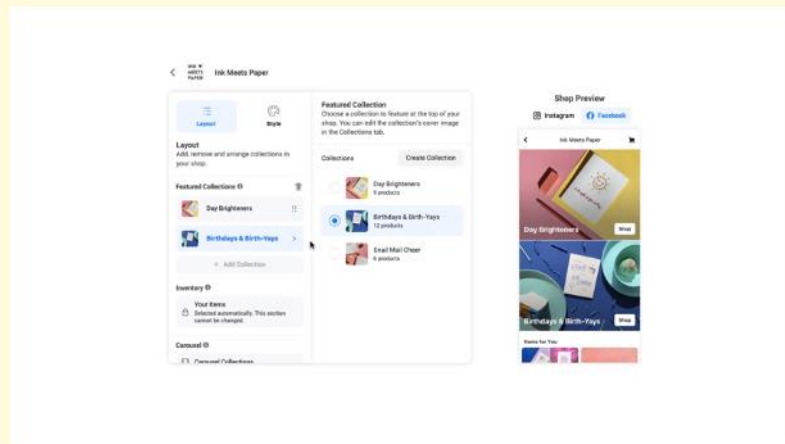 INK
MEETS
PAPER
Ink Meets Paper
Layout
Style
Layout
Add, remove and arrange collections in
your shop.
Featured Collections
Day Brighteners
Birthdays & Birth-Yays
+ Add Collection
Inventory
Your Items
Selected automatically. This section
cannot be changed.
Carousel
Carousel Collections
Featured Collection
Choose a collection to feature at the top of your
shop. You can edit the collection's cover image
in the Collections tab.
Collections
Create Collection
Day Brighteners
Birthdays & Birth-Yays
12 products
Snail Mail Cheer
6 products
Shop Preview
Instagram
Facebook
Ink Meets Paper
Day Brighteners
Shop
Birthdays & Birth-Yays
Shop
Items for You